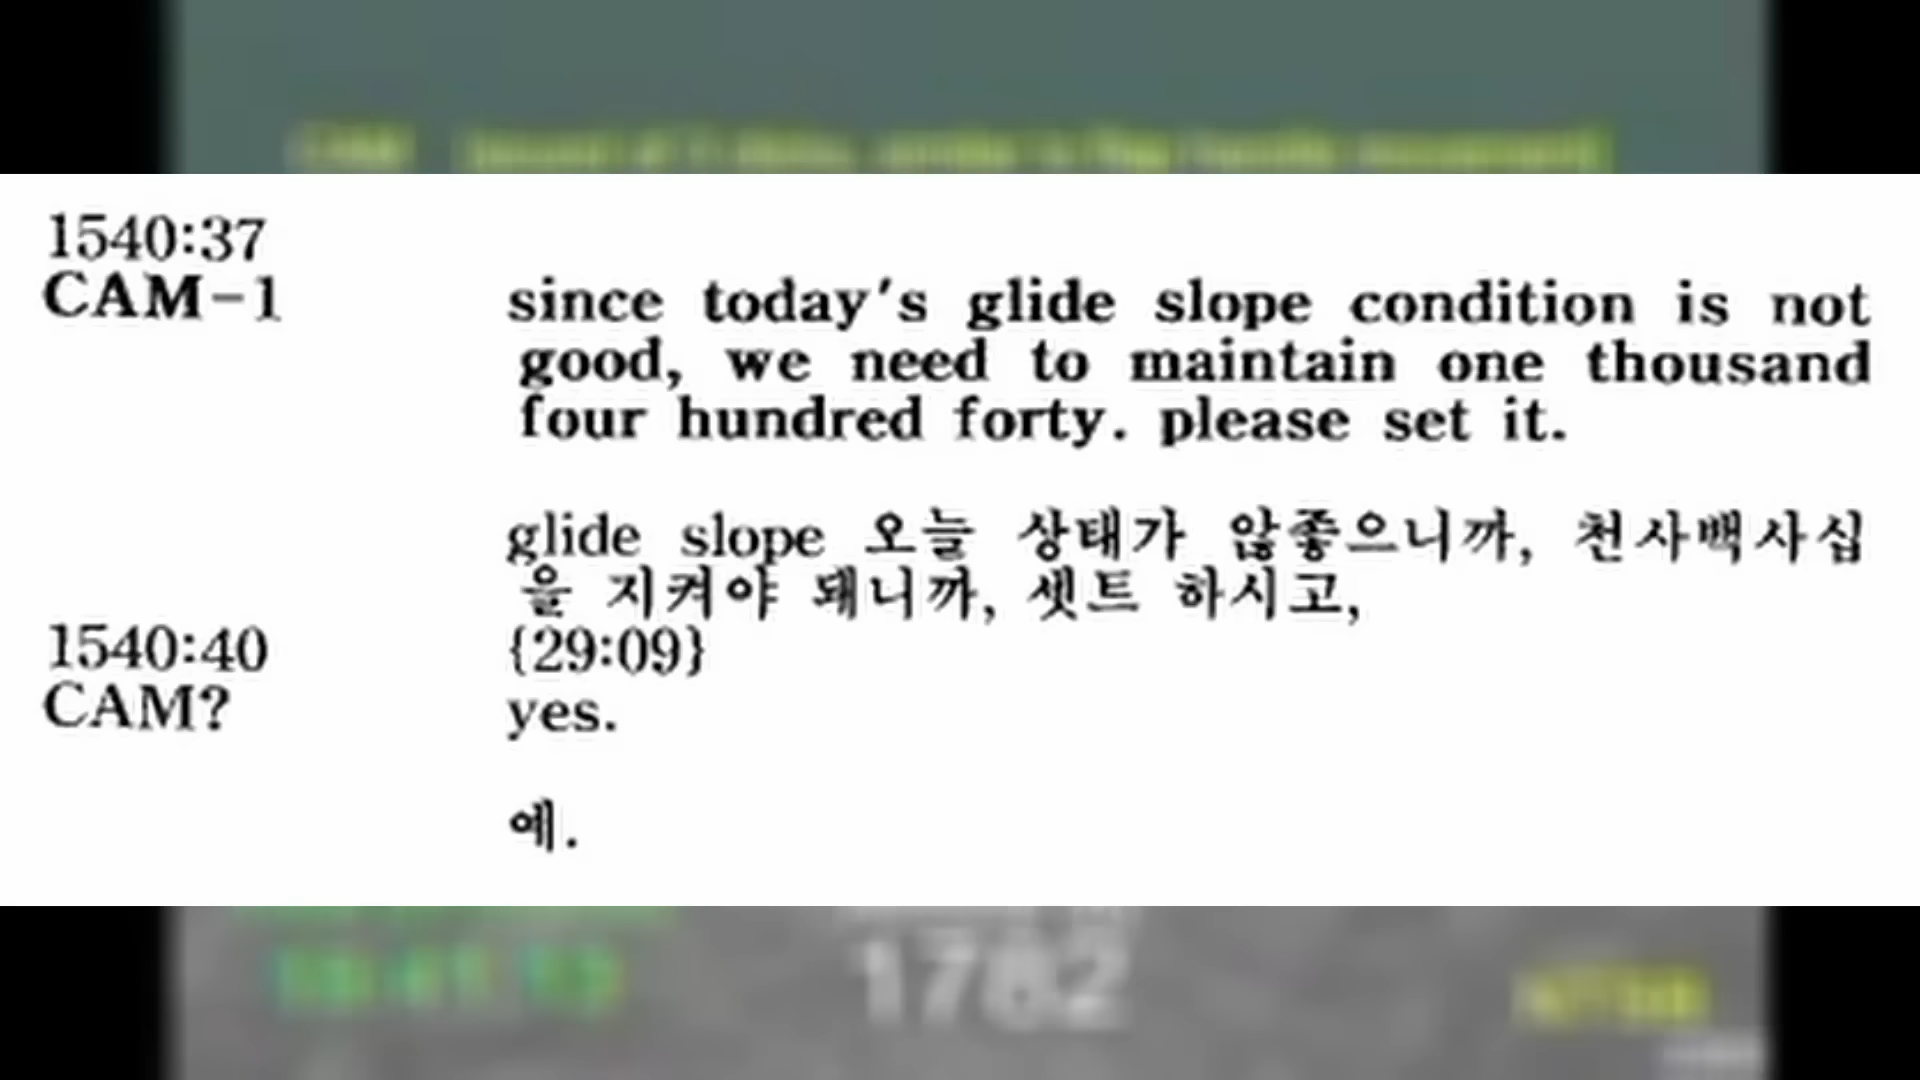 1540:37
CAM-1
since today's glide slope condition is not
good, we need to maintain one thousand
four hundred forty. please set it.
glide slope 오늘 상태가 않좋으니까, 천사백사십
을 지켜야 돼니까, 셋트 하시고,
1540:40 {29:09}
CAM? yes.
예.
1782